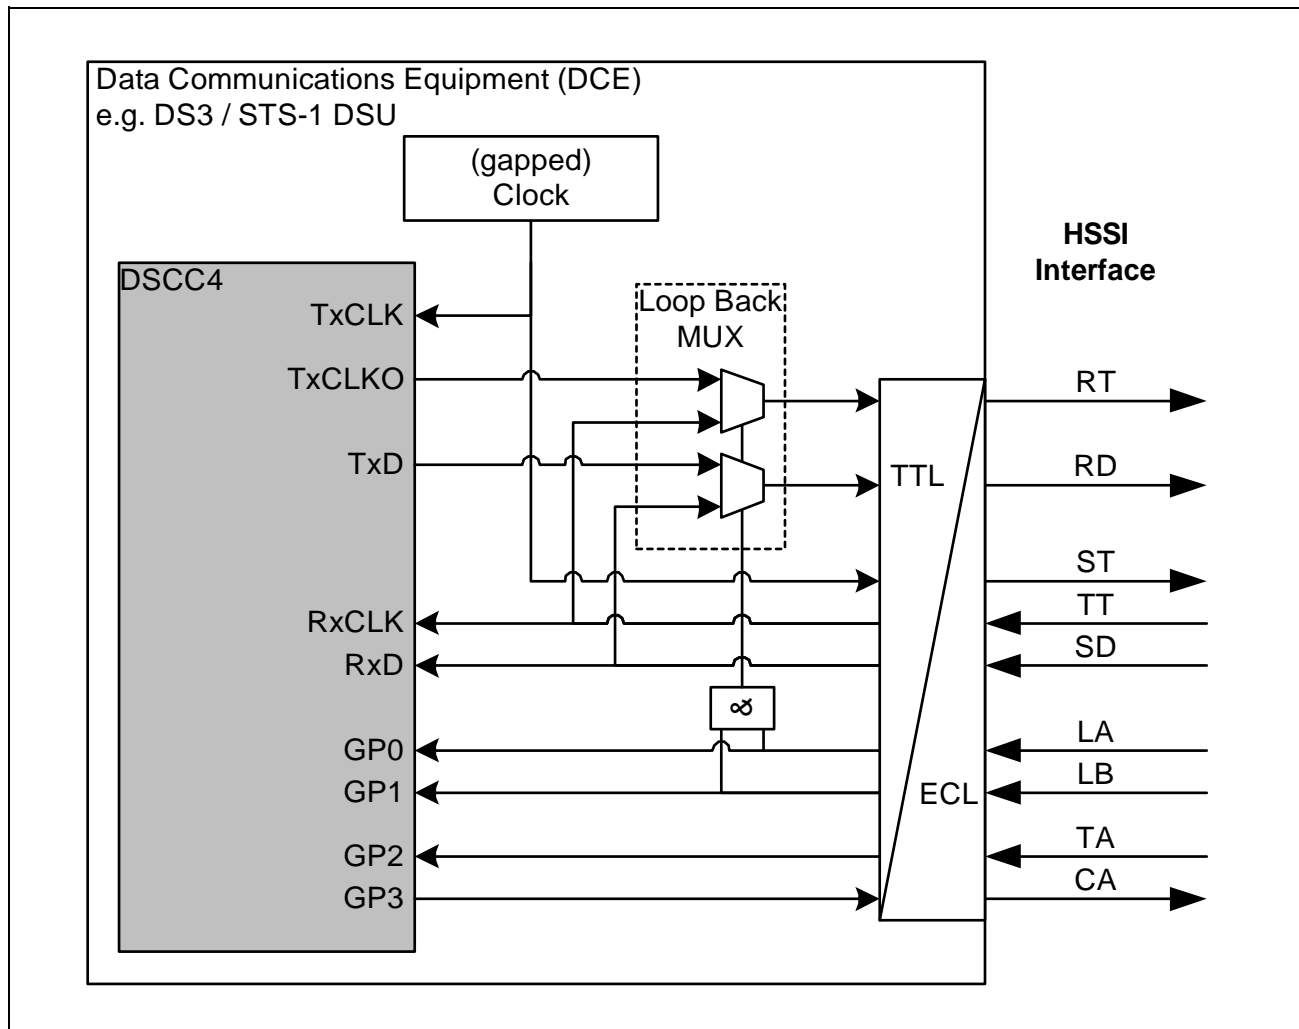 Data Communications Equipment (DCE)
e.g. DS3 / STS-1 DSU
(gapped)
Clock
HSSI
Interface
DSCC4
Loop Back
MUX
TxCLK
TxCLKO
TxD
RxCLK
RxD
GP0
GP1
GP2
GP3
&
TTL
ECL
RT
RD
ST
TT
SD
LA
LB
TA
CA